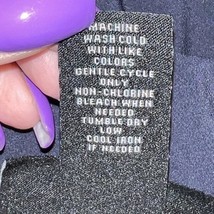 MACHINE
WASH COLD
WITH LIKE
COLORS
GENTLE CYCLE
ONLY
NON-CHLORINE
BLEACH WHEN
NEEDED
TUMBLE DRY
LOW
COOL IRON
IF NEEDED